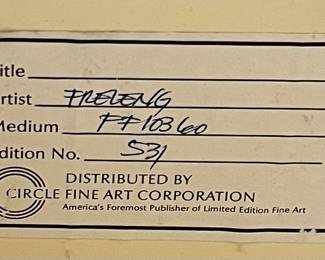 itle
rtist FRELENG
Medium FF10360
dition No. 531
DISTRIBUTED BY
CIRCLE FINE ART CORPORATION
America's Foremost Publisher of Limited Edition Fine Art